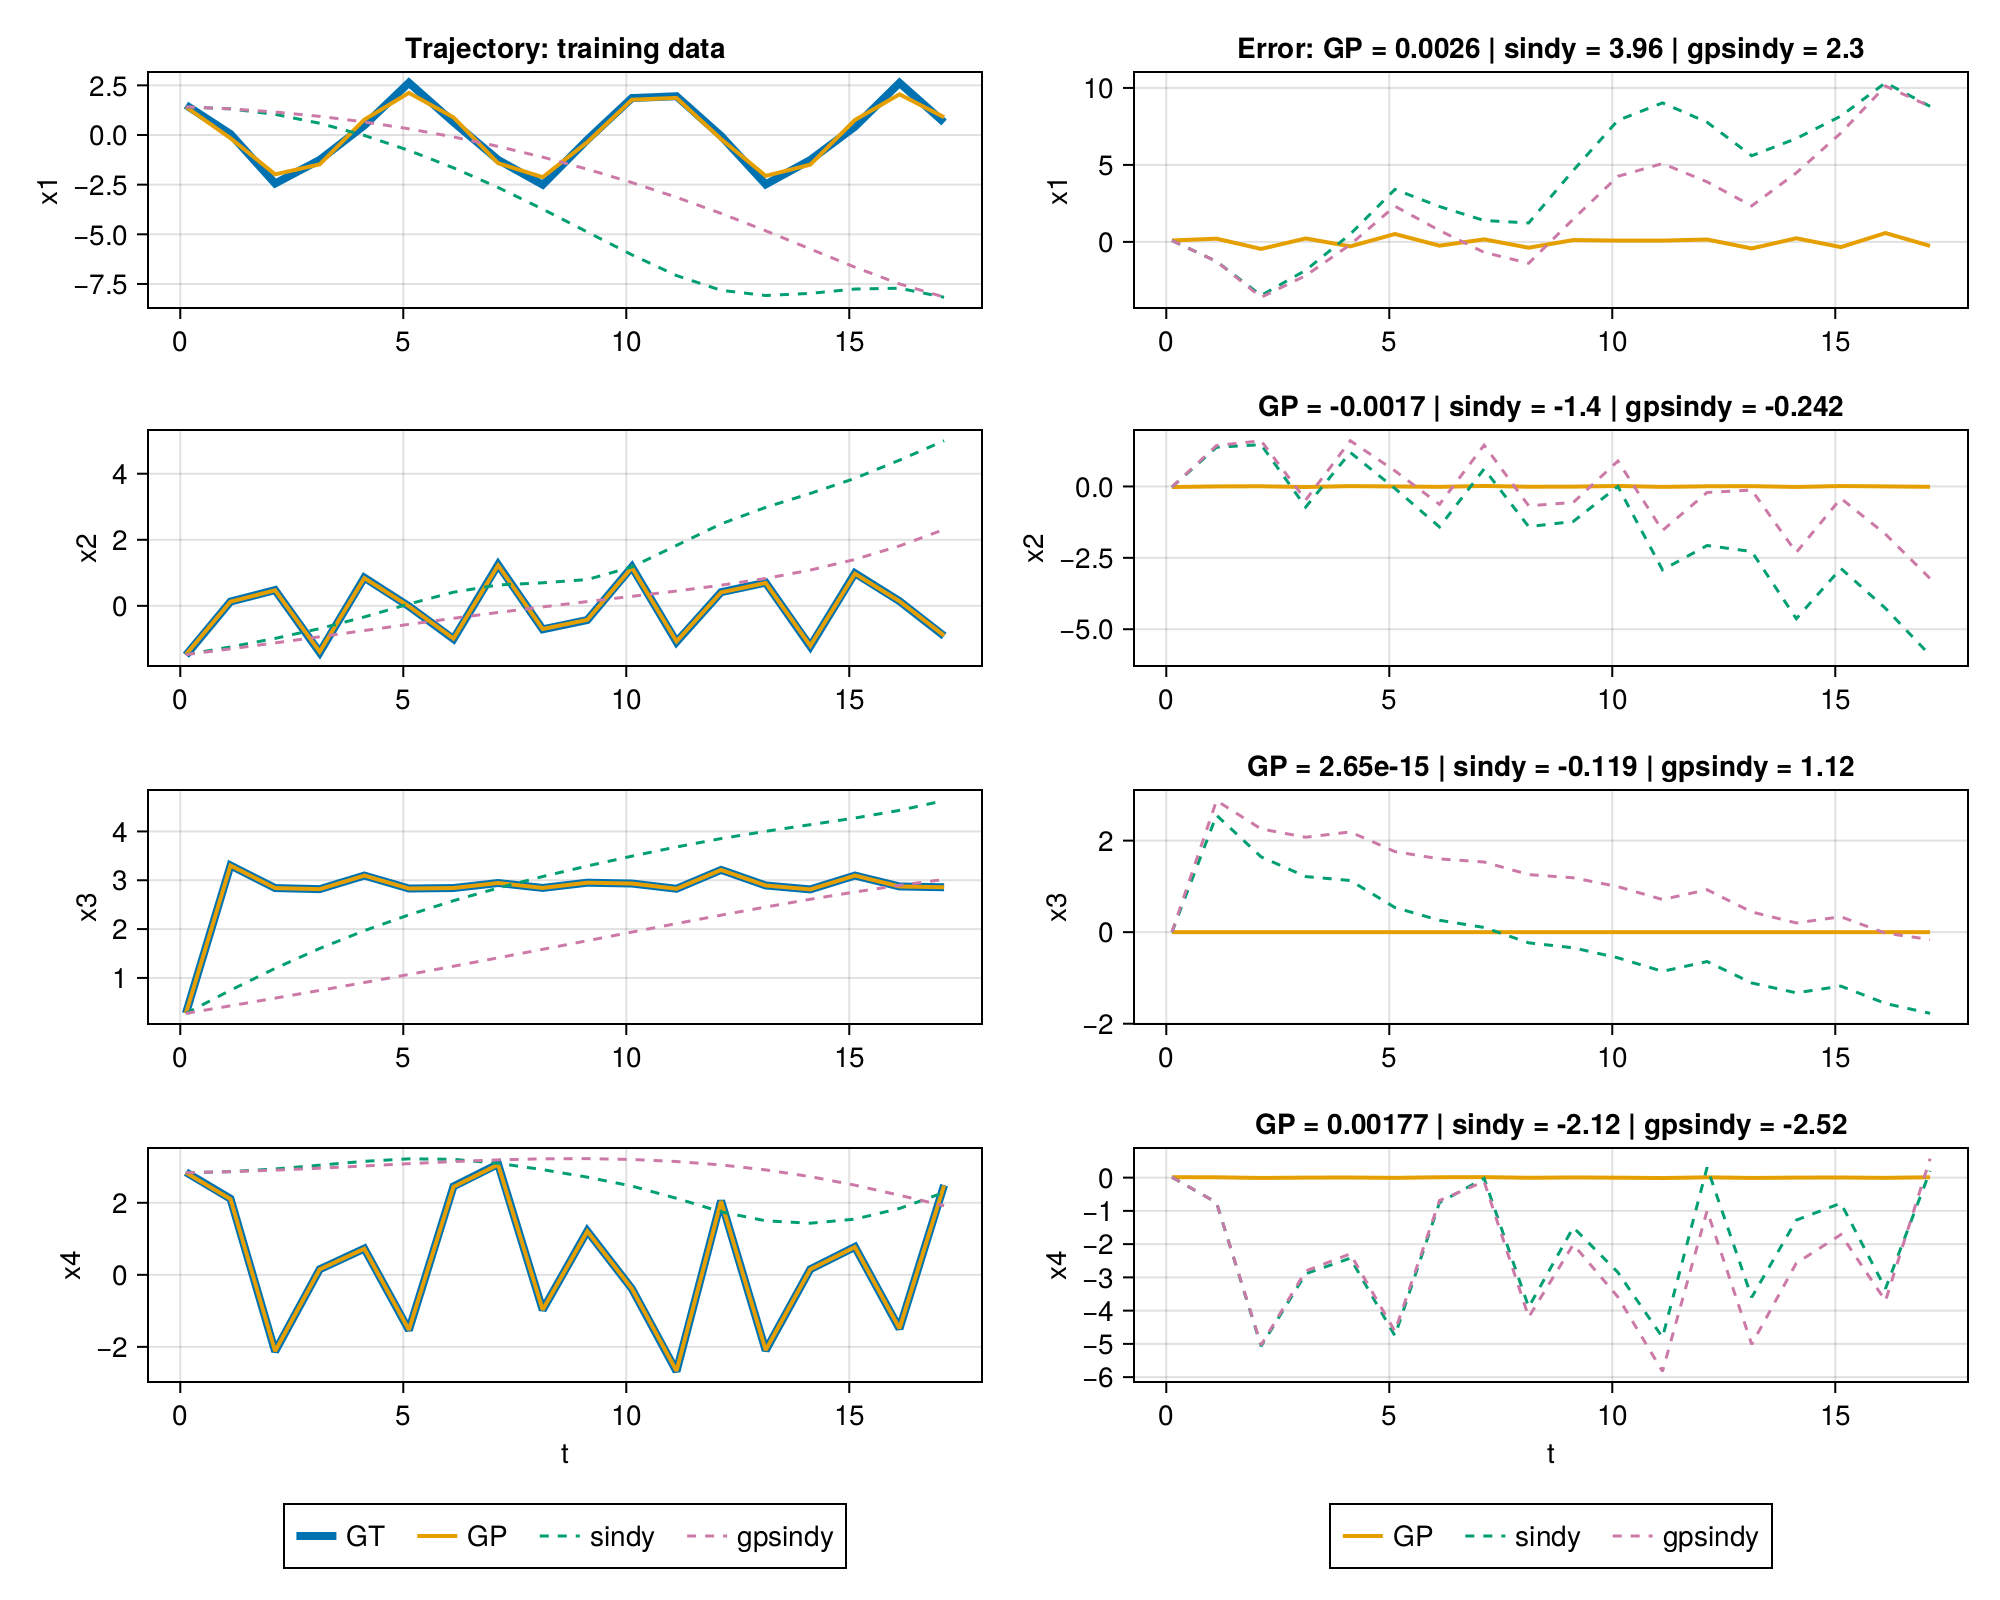 Trajectory: training data
2.5
0.0
−2.5
−5.0
−7.5
x1
0 5 10 15
Error: GP = 0.0026 | sindy = 3.96 | gpsindy = 2.3
10
5
0
x1
0 5 10 15
4
2
0
x2
0 5 10 15
GP = -0.0017 | sindy = -1.4 | gpsindy = -0.242
0.0
−2.5
−5.0
x2
0 5 10 15
4
3
2
1
x3
0 5 10 15
GP = 2.65e-15 | sindy = -0.119 | gpsindy = 1.12
2
0
−2
x3
0 5 10 15
2
0
−2
x4
0 5 10 15
t
GP = 0.00177 | sindy = -2.12 | gpsindy = -2.52
0
−1
−2
−3
−4
−5
−6
x4
0 5 10 15
t
GT GP sindy gpsindy
GP sindy gpsindy